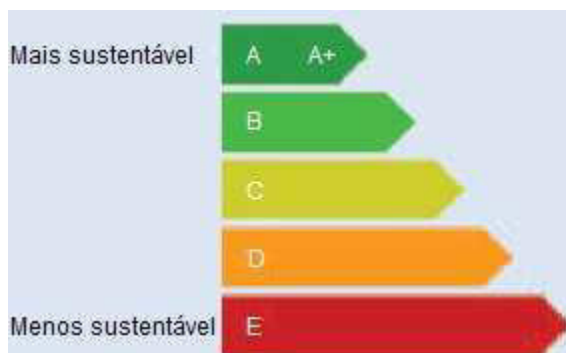 Mais sustentável A A+
B
C
D
Menos sustentável E